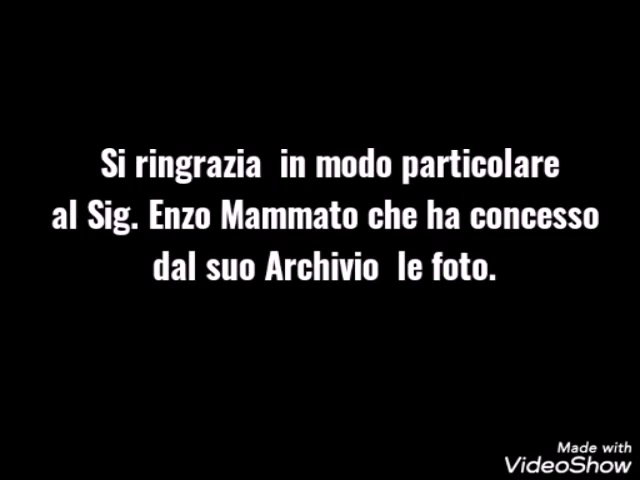 Si ringrazia  in modo particolare
al Sig. Enzo Mammato che ha concesso
dal suo Archivio  le foto.
Made with
VideoShow